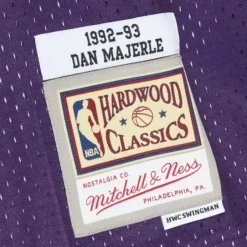 1992-93
DAN MAJERLE
HARDWOOD
NBA
CLASSICS
NOSTALGIA CO.
Mitchell & Ness
PHILADELPHIA, PA.
HWC SWINGMAN